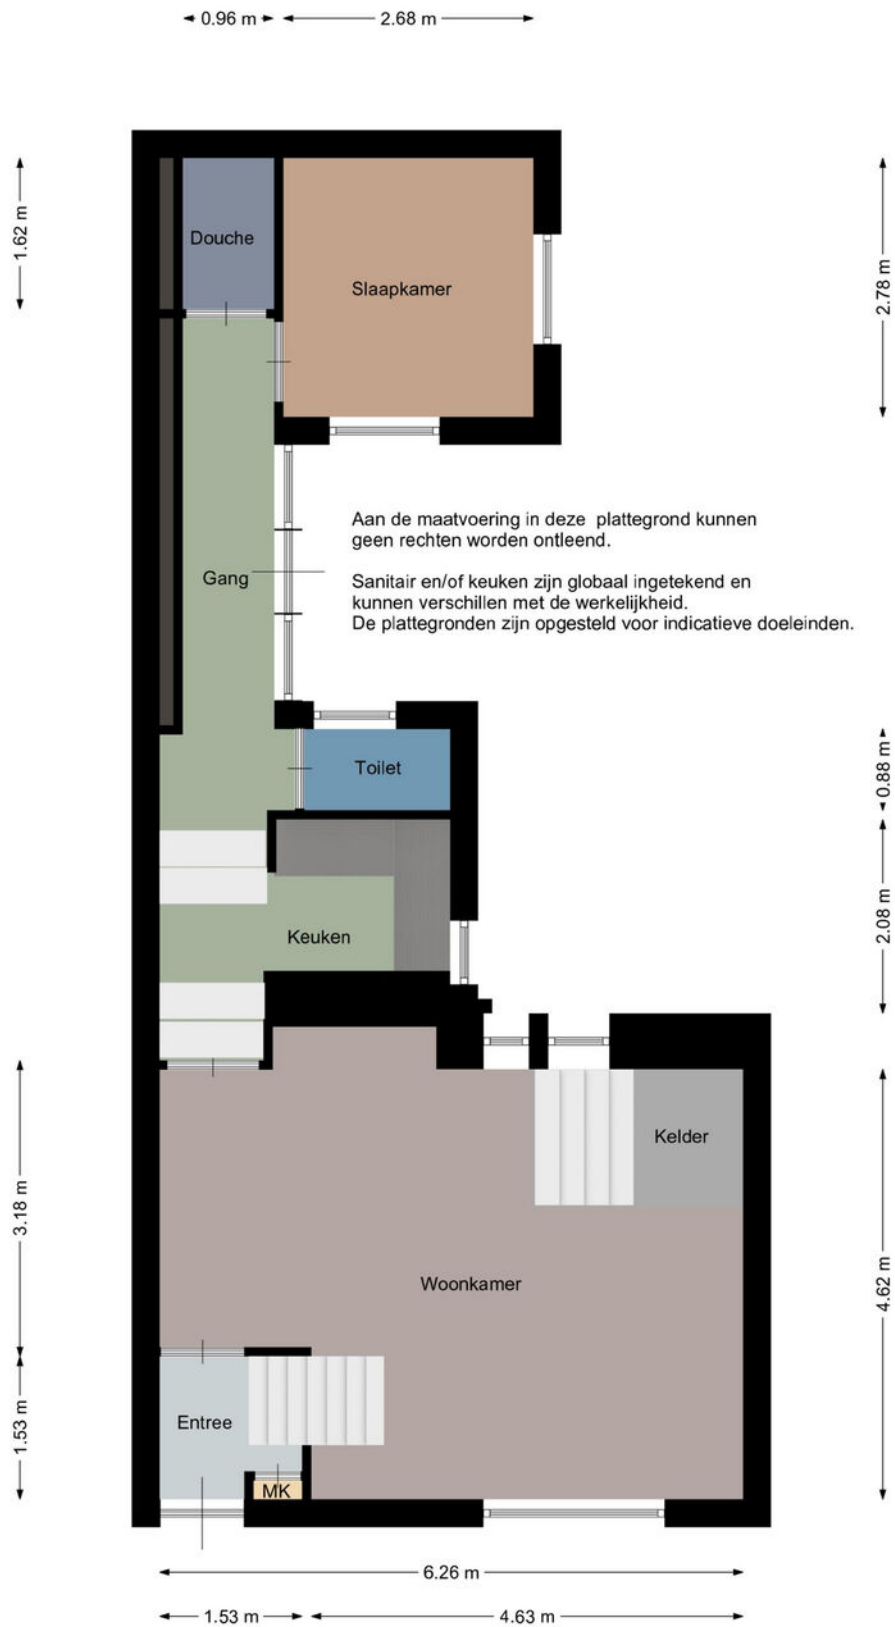 0.96 m
2.68 m
1.62 m
Douche
Slaapkamer
2.78 m
Aan de maatvoering in deze  plattegrond kunnen
geen rechten worden ontleend.
Gang
Sanitair en/of keuken zijn globaal ingetekend en
kunnen verschillen met de werkelijkheid.
De plattegronden zijn opgesteld voor indicatieve doeleinden.
Toilet
0.88 m
Keuken
2.08 m
Kelder
3.18 m
Woonkamer
4.62 m
Entree
1.53 m
MK
6.26 m
1.53 m
4.63 m